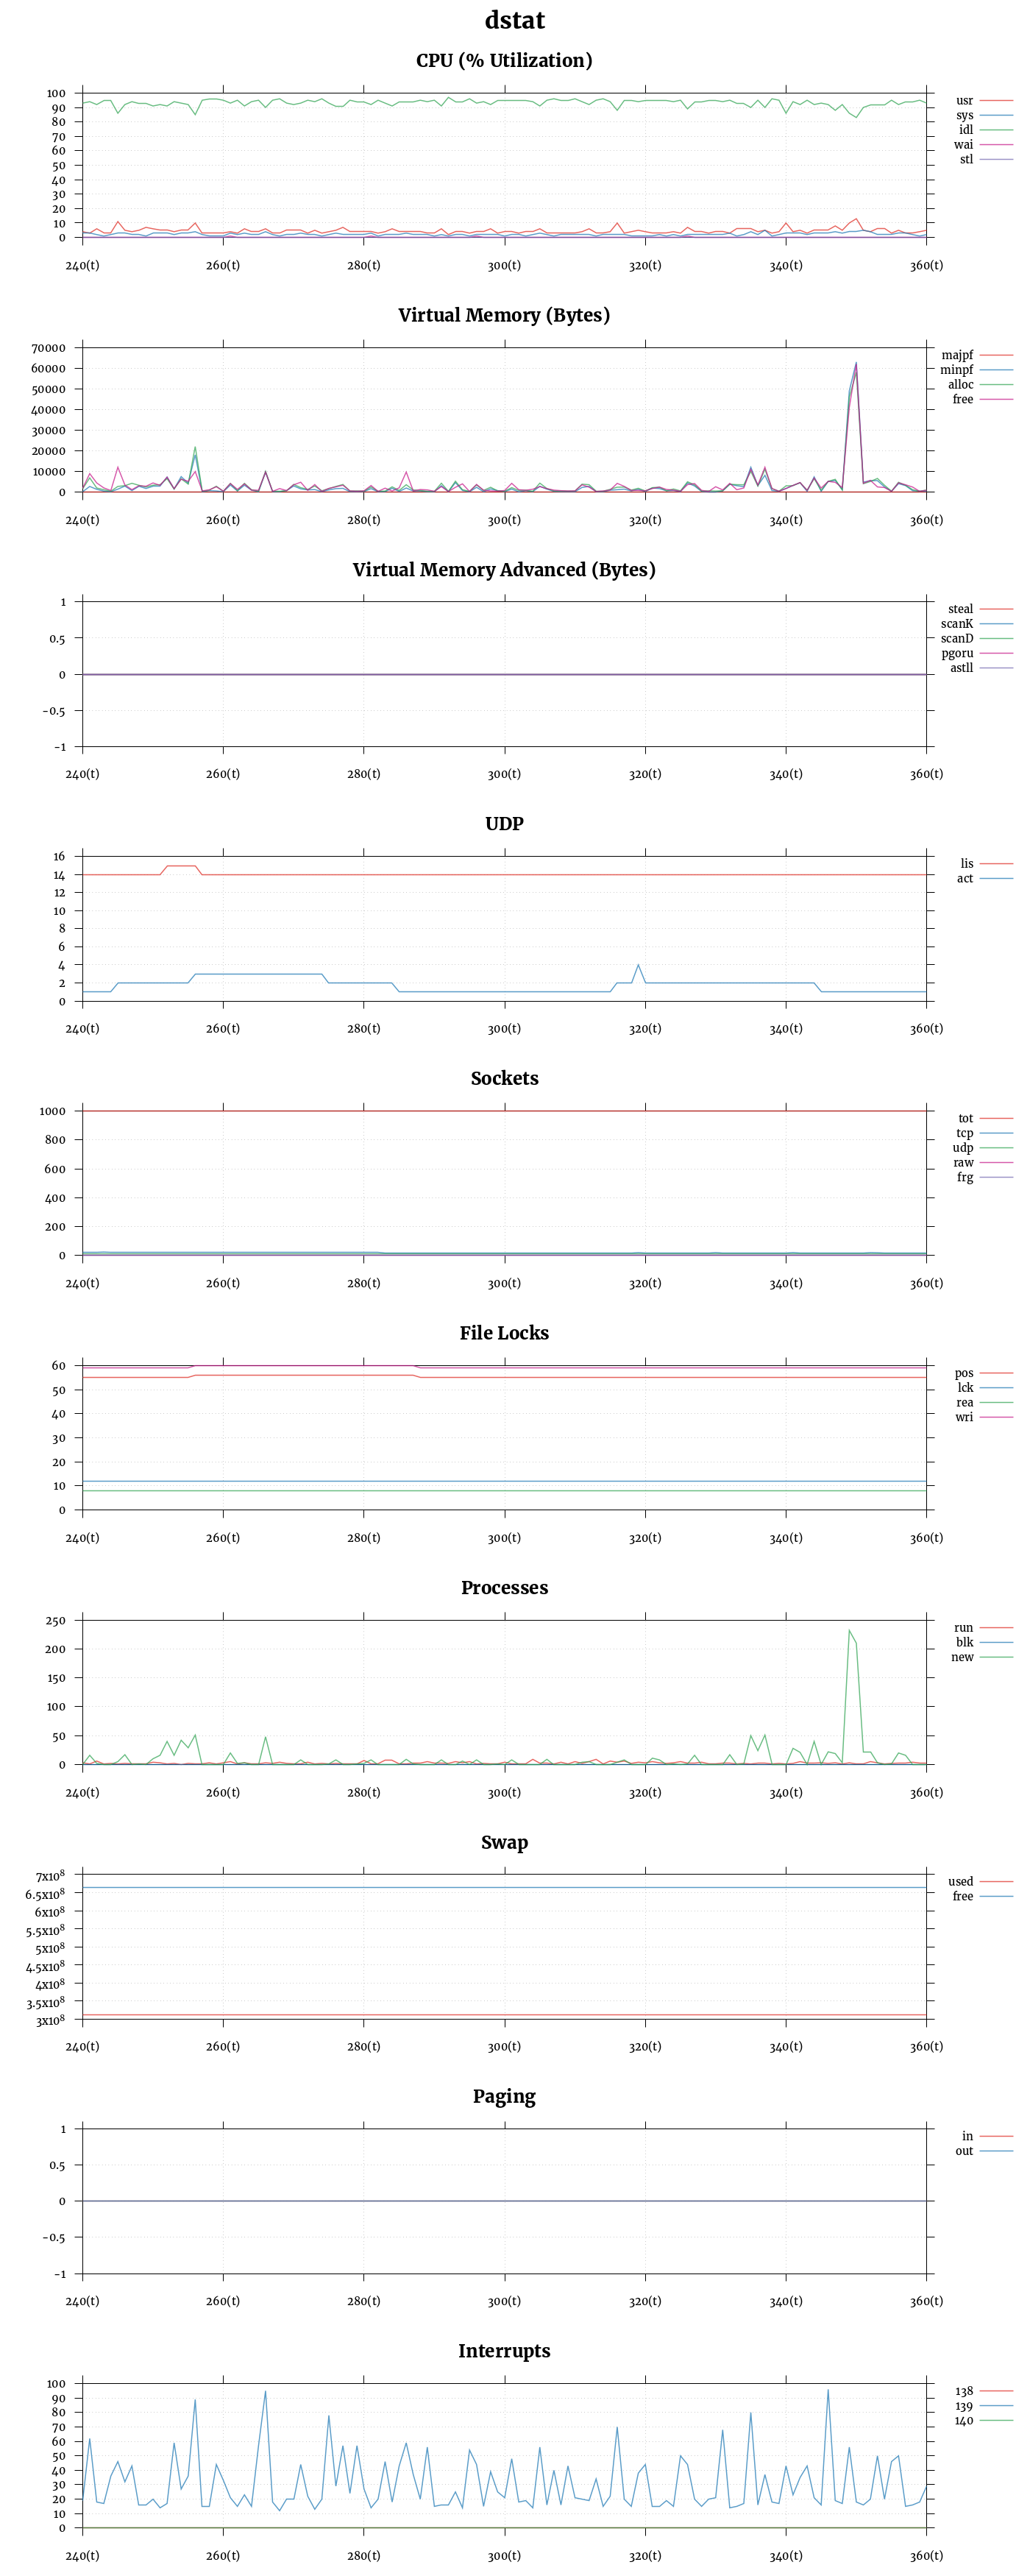 dstat
CPU (% Utilization)
100
90
80
70
60
50
40
30
20
10
0
240(t) 260(t) 280(t) 300(t) 320(t) 340(t) 360(t)
usr
sys
idl
wai
stl
Virtual Memory (Bytes)
70000
60000
50000
40000
30000
20000
10000
0
240(t) 260(t) 280(t) 300(t) 320(t) 340(t) 360(t)
majpf
minpf
alloc
free
Virtual Memory Advanced (Bytes)
1
0.5
0
-0.5
-1
240(t) 260(t) 280(t) 300(t) 320(t) 340(t) 360(t)
steal
scanK
scanD
pgoru
astll
UDP
16
14
12
10
8
6
4
2
0
240(t) 260(t) 280(t) 300(t) 320(t) 340(t) 360(t)
lis
act
Sockets
1000
800
600
400
200
0
240(t) 260(t) 280(t) 300(t) 320(t) 340(t) 360(t)
tot
tcp
udp
raw
frg
File Locks
60
50
40
30
20
10
0
240(t) 260(t) 280(t) 300(t) 320(t) 340(t) 360(t)
pos
lck
rea
wri
Processes
250
200
150
100
50
0
240(t) 260(t) 280(t) 300(t) 320(t) 340(t) 360(t)
run
blk
new
Swap
7x10⁸
6.5x10⁸
6x10⁸
5.5x10⁸
5x10⁸
4.5x10⁸
4x10⁸
3.5x10⁸
3x10⁸
240(t) 260(t) 280(t) 300(t) 320(t) 340(t) 360(t)
used
free
Paging
1
0.5
0
-0.5
-1
240(t) 260(t) 280(t) 300(t) 320(t) 340(t) 360(t)
in
out
Interrupts
100
90
80
70
60
50
40
30
20
10
0
240(t) 260(t) 280(t) 300(t) 320(t) 340(t) 360(t)
138
139
140